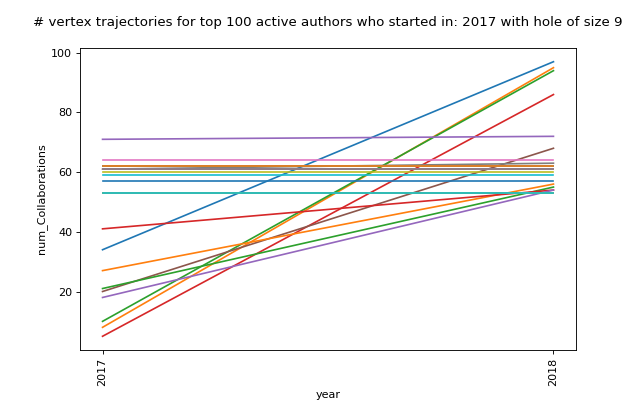 # vertex trajectories for top 100 active authors who started in: 2017 with hole of size 9
100
80
60
40
20
num_Collaborations
2017
2018
year